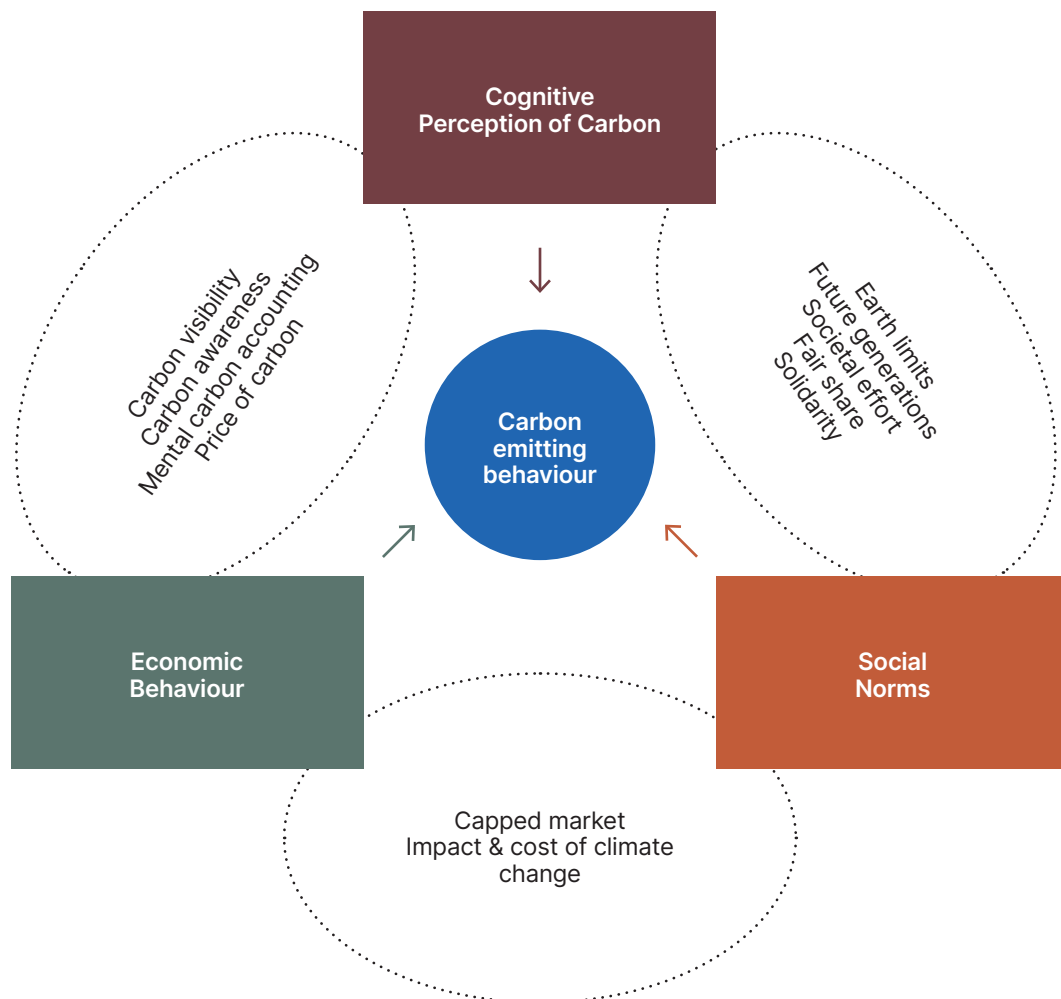 Cognitive
Perception of Carbon
Carbon visibility
Carbon awareness
Mental carbon accounting
Price of carbon
Earth limits
Future generations
Societal effort
Fair share
Solidarity
Carbon
emitting
behaviour
Economic
Behaviour
Social
Norms
Capped market
Impact & cost of climate
change